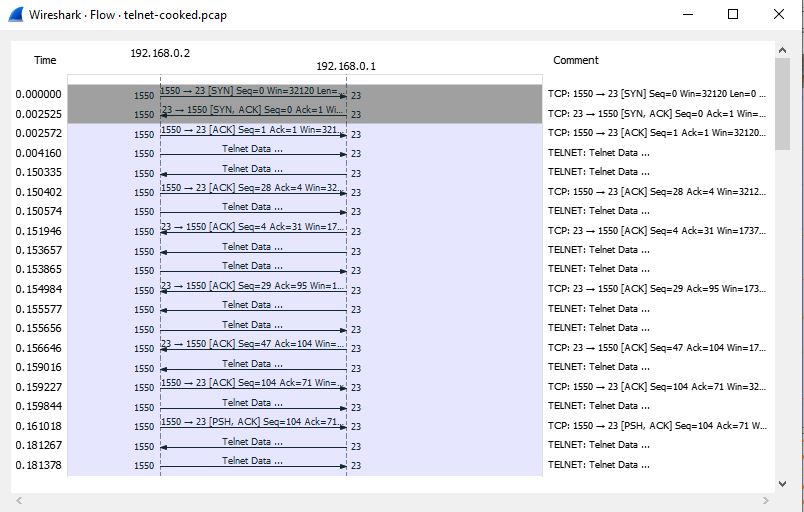 Wireshark · Flow · telnet-cooked.pcap
Time 192.168.0.2 192.168.0.1 Comment
0.000000 1550 1550 → 23 [SYN] Seq=0 Win=32120 Len=... 23 TCP: 1550 → 23 [SYN] Seq=0 Win=32120 Len=0 ...
0.002525 1550 23 → 1550 [SYN, ACK] Seq=0 Ack=1 Wi... 23 TCP: 23 → 1550 [SYN, ACK] Seq=0 Ack=1 Win=...
0.002572 1550 1550 → 23 [ACK] Seq=1 Ack=1 Win=321... 23 TCP: 1550 → 23 [ACK] Seq=1 Ack=1 Win=32120...
0.004160 1550 Telnet Data ... 23 TELNET: Telnet Data ...
0.150335 1550 Telnet Data ... 23 TELNET: Telnet Data ...
0.150402 1550 1550 → 23 [ACK] Seq=28 Ack=4 Win=32... 23 TCP: 1550 → 23 [ACK] Seq=28 Ack=4 Win=3212...
0.150574 1550 Telnet Data ... 23 TELNET: Telnet Data ...
0.151946 1550 23 → 1550 [ACK] Seq=4 Ack=31 Win=17... 23 TCP: 23 → 1550 [ACK] Seq=4 Ack=31 Win=1737...
0.153657 1550 Telnet Data ... 23 TELNET: Telnet Data ...
0.153865 1550 Telnet Data ... 23 TELNET: Telnet Data ...
0.154984 1550 23 → 1550 [ACK] Seq=29 Ack=95 Win=1... 23 TCP: 23 → 1550 [ACK] Seq=29 Ack=95 Win=173...
0.155577 1550 Telnet Data ... 23 TELNET: Telnet Data ...
0.155656 1550 Telnet Data ... 23 TELNET: Telnet Data ...
0.156646 1550 23 → 1550 [ACK] Seq=47 Ack=104 Win=... 23 TCP: 23 → 1550 [ACK] Seq=47 Ack=104 Win=17...
0.159016 1550 Telnet Data ... 23 TELNET: Telnet Data ...
0.159227 1550 1550 → 23 [ACK] Seq=104 Ack=71 Win=... 23 TCP: 1550 → 23 [ACK] Seq=104 Ack=71 Win=32...
0.159844 1550 Telnet Data ... 23 TELNET: Telnet Data ...
0.161018 1550 1550 → 23 [PSH, ACK] Seq=104 Ack=71... 23 TCP: 1550 → 23 [PSH, ACK] Seq=104 Ack=71 W...
0.181267 1550 Telnet Data ... 23 TELNET: Telnet Data ...
0.181378 1550 Telnet Data ... 23 TELNET: Telnet Data ...